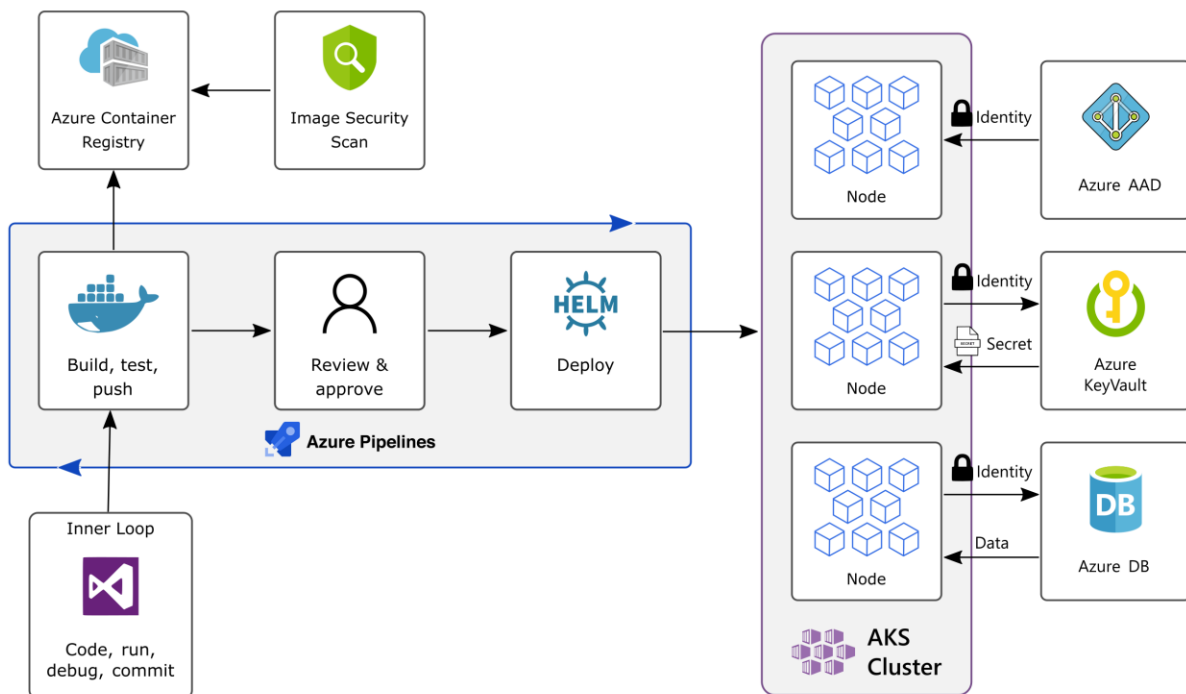 Azure Container
Registry
Image Security
Scan
Build, test,
push
Review &
approve
HELM
Deploy
Azure Pipelines
Inner Loop
Code, run,
debug, commit
Node
Identity
Azure AAD
Node
Identity
SECRET
Secret
Azure
KeyVault
Node
Identity
Data
DB
Azure DB
AKS
Cluster